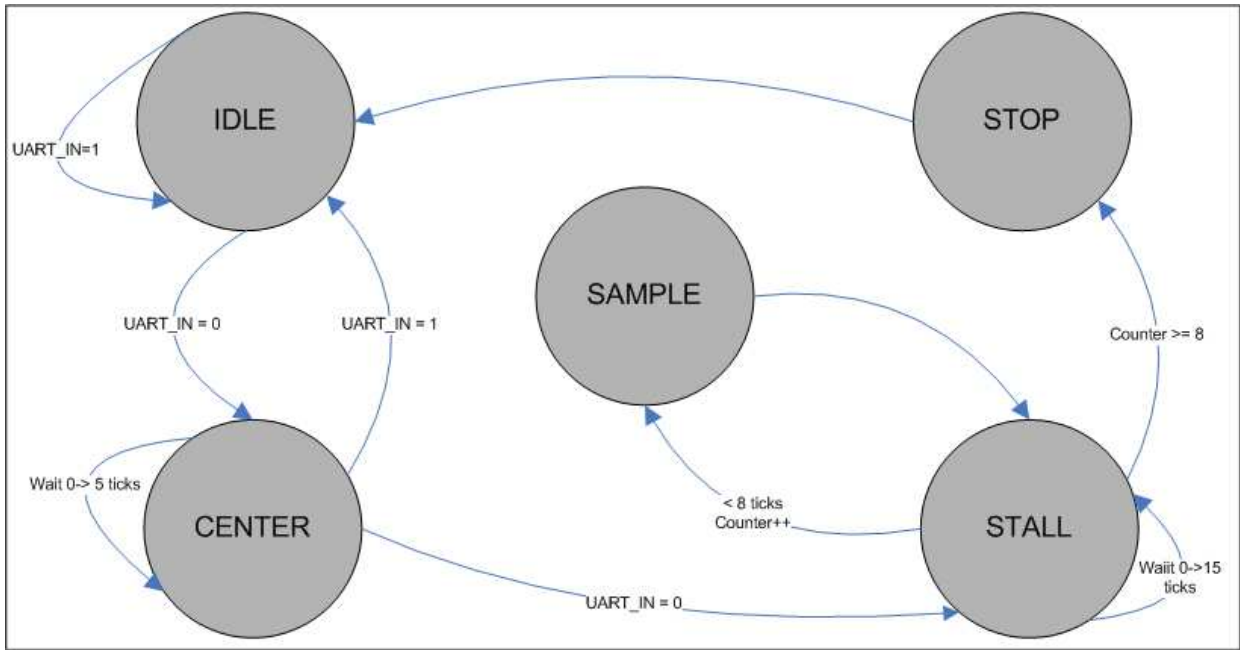 IDLE
STOP
UART_IN=1
SAMPLE
UART_IN = 0
UART_IN = 1
Counter >= 8
Wait 0-> 5 ticks
< 8 ticks
Counter++
CENTER
STALL
Waiit 0->15
ticks
UART_IN = 0